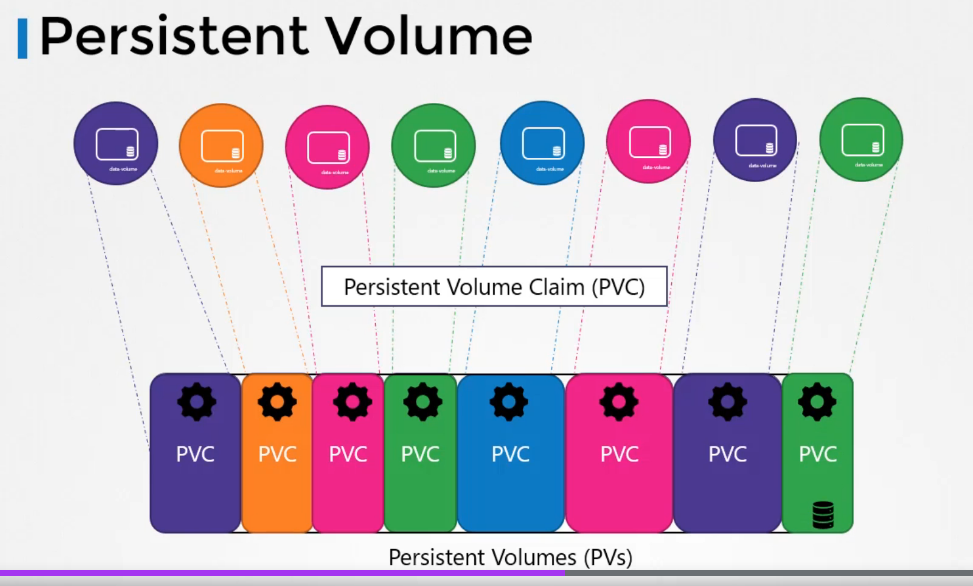 Persistent Volume
data-volume data-volume data-volume data-volume data-volume data-volume data-volume data-volume
Persistent Volume Claim (PVC)
PVC PVC PVC PVC PVC PVC PVC PVC
Persistent Volumes (PVs)